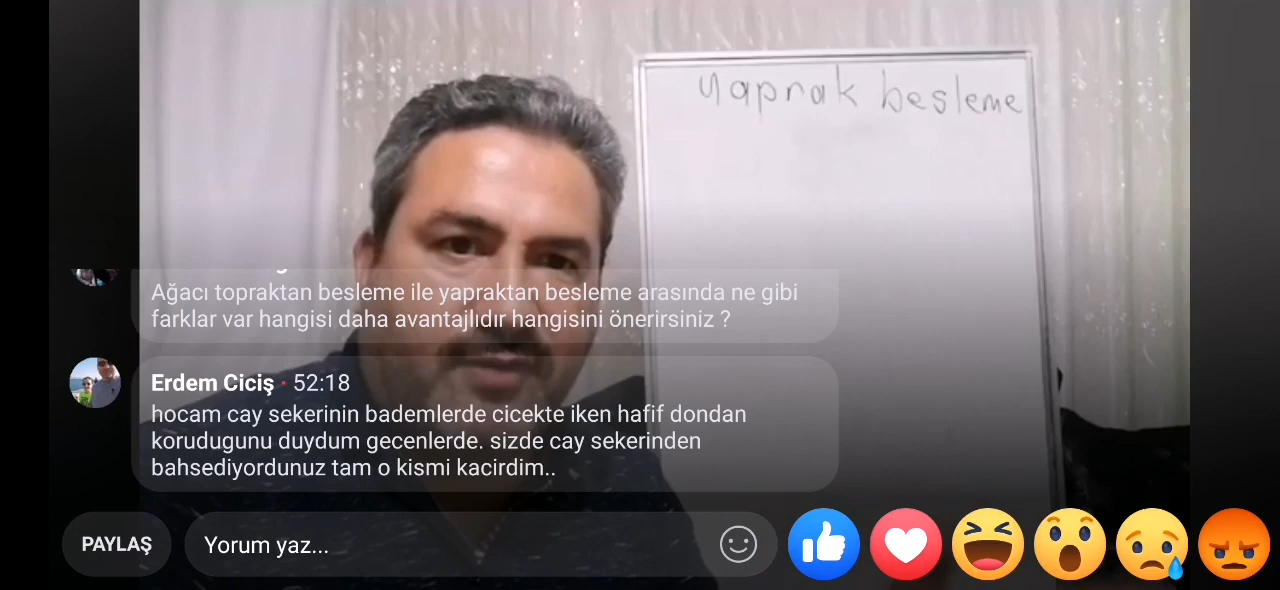 yaprak besleme
Ağacı topraktan besleme ile yapraktan besleme arasında ne gibi
farklar var hangisi daha avantajlıdır hangisini önerirsiniz ?
Erdem Ciciş · 52:18
hocam cay sekerinin bademlerde cicekte iken hafif dondan
korudugunu duydum gecenlerde. sizde cay sekerinden
bahsediyordunuz tam o kismi kacirdim..
PAYLAŞ
Yorum yaz...